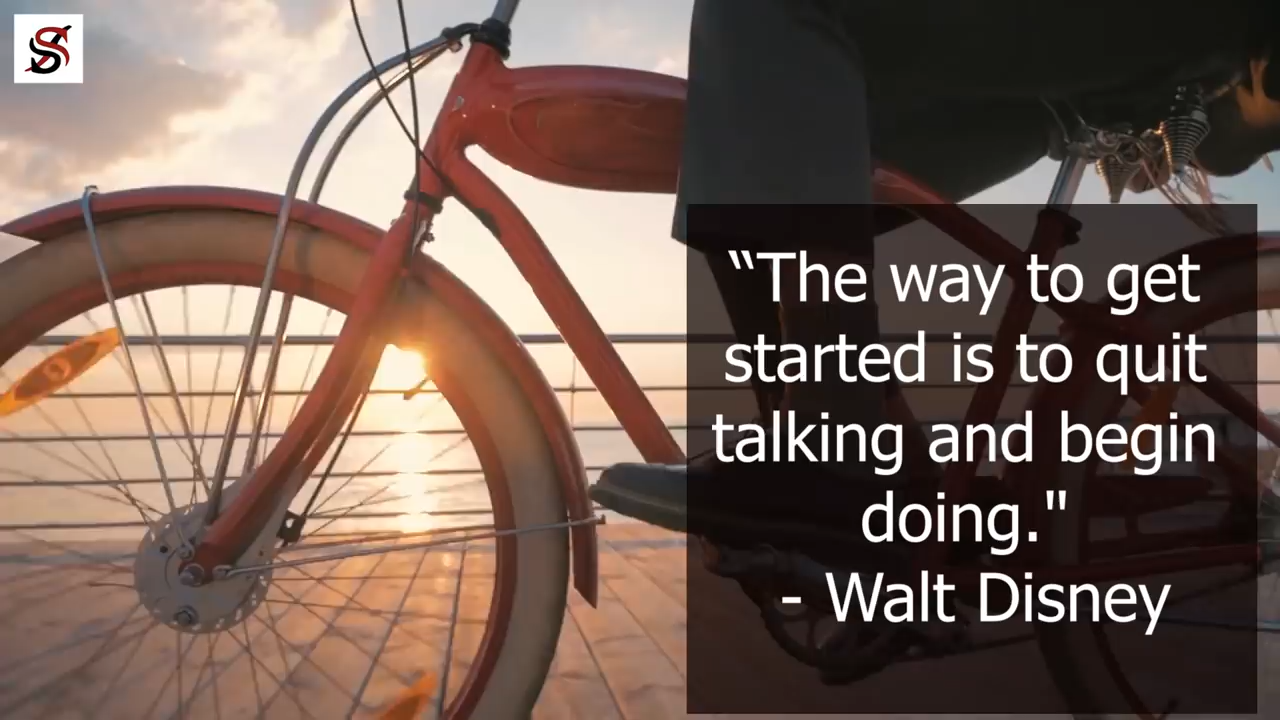 “The way to get
started is to quit
talking and begin
doing."
- Walt Disney